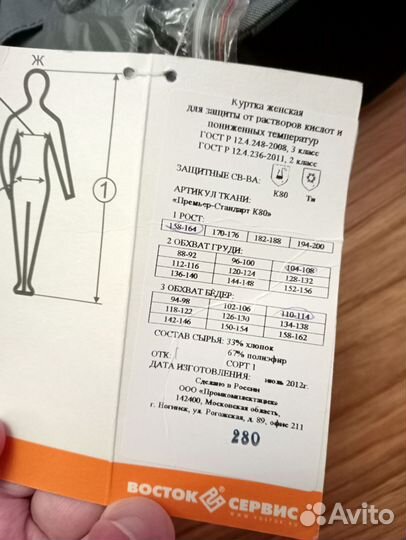 Ж
1
Куртка женская
для защиты от растворов кислот и
пониженных температур
ГОСТ Р 12.4.248-2008, 3 класс
ГОСТ Р 12.4.236-2011, 2 класс
ЗАЩИТНЫЕ СВ-ВА:
К80 Тн
АРТИКУЛ ТКАНИ:
«Премьер-Стандарт К80»
1 РОСТ:
158-164 170-176 182-188 194-200
2 ОБХВАТ ГРУДИ:
88-92 96-100 104-108
112-116 120-124 128-132
136-140 144-148 152-156
3 ОБХВАТ БЁДЕР:
94-98 102-106 110-114
118-122 126-130 134-138
142-146 150-154 158-162
СОСТАВ СЫРЬЯ: 33% хлопок
67% полиэфир
ОТК: СОРТ 1
ДАТА ИЗГОТОВЛЕНИЯ: июль 2012г.
Сделано в России
ООО «Промкомплектация»
142400, Московская область,
г. Ногинск, ул. Рогожская, д. 89, офис 211
280
ВОСТОК СЕРВИС
Avito